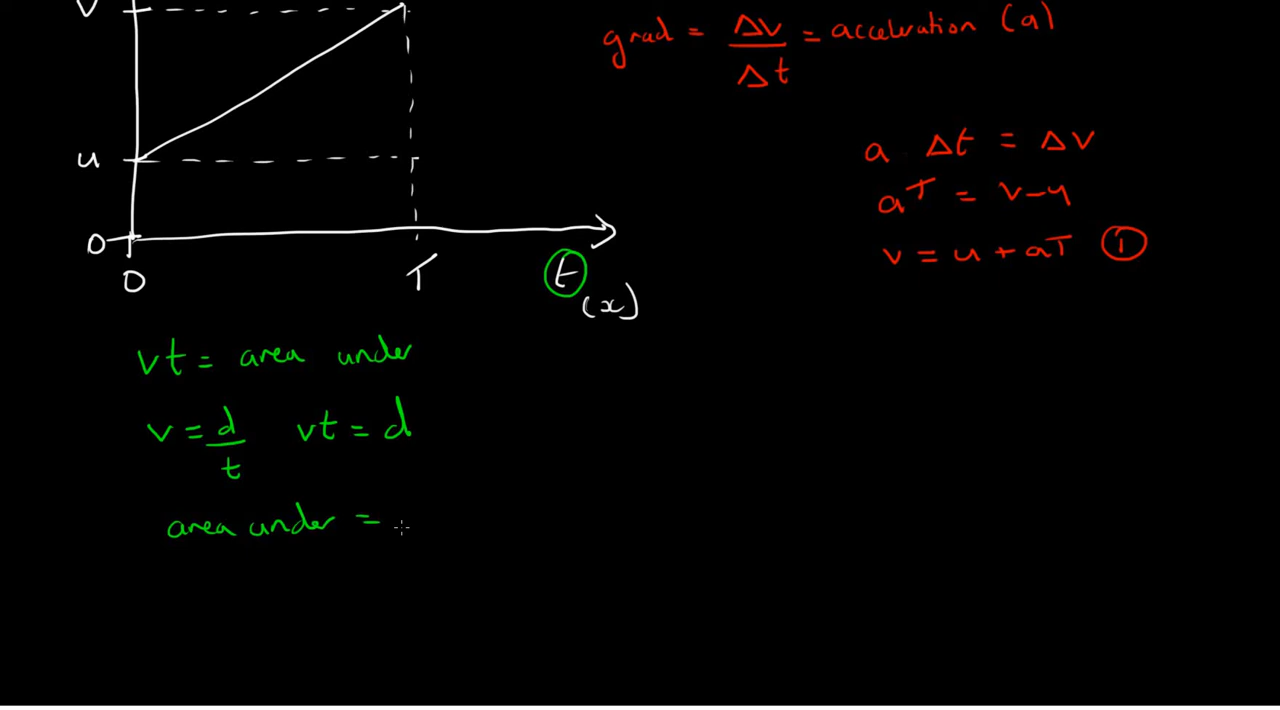 V
grad = Δv/Δt = acceleration (a)
u
a Δt = Δv
aT = v-u
v = u + aT ①
0
0 T t
(x)
vt = area under
v = d/t vt = d
area under =